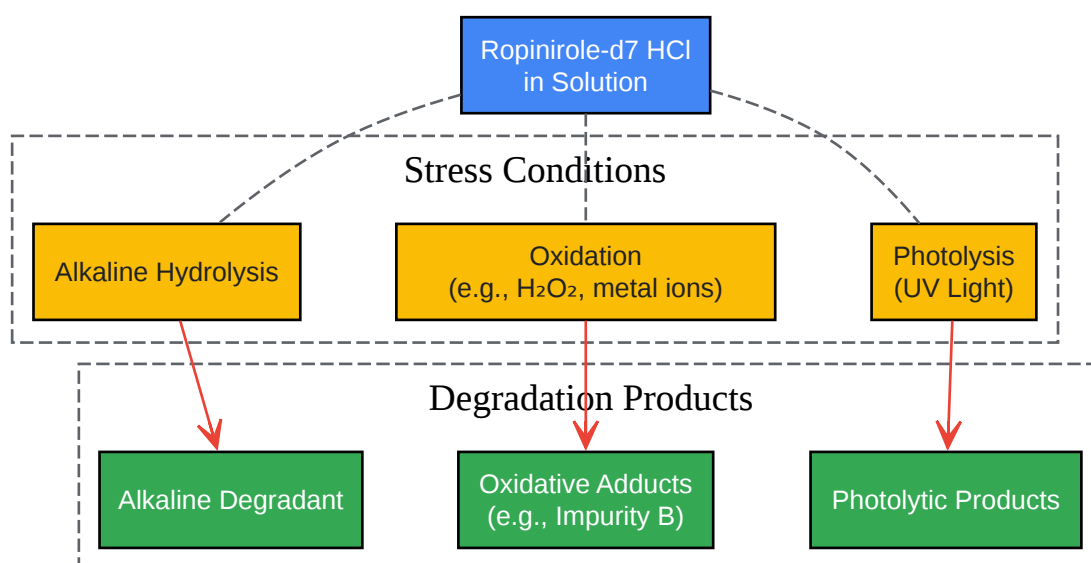 Ropinirole-d7 HCl
in Solution
Stress Conditions
Alkaline Hydrolysis
Oxidation
(e.g., H₂O₂, metal ions)
Photolysis
(UV Light)
Degradation Products
Alkaline Degradant
Oxidative Adducts
(e.g., Impurity B)
Photolytic Products